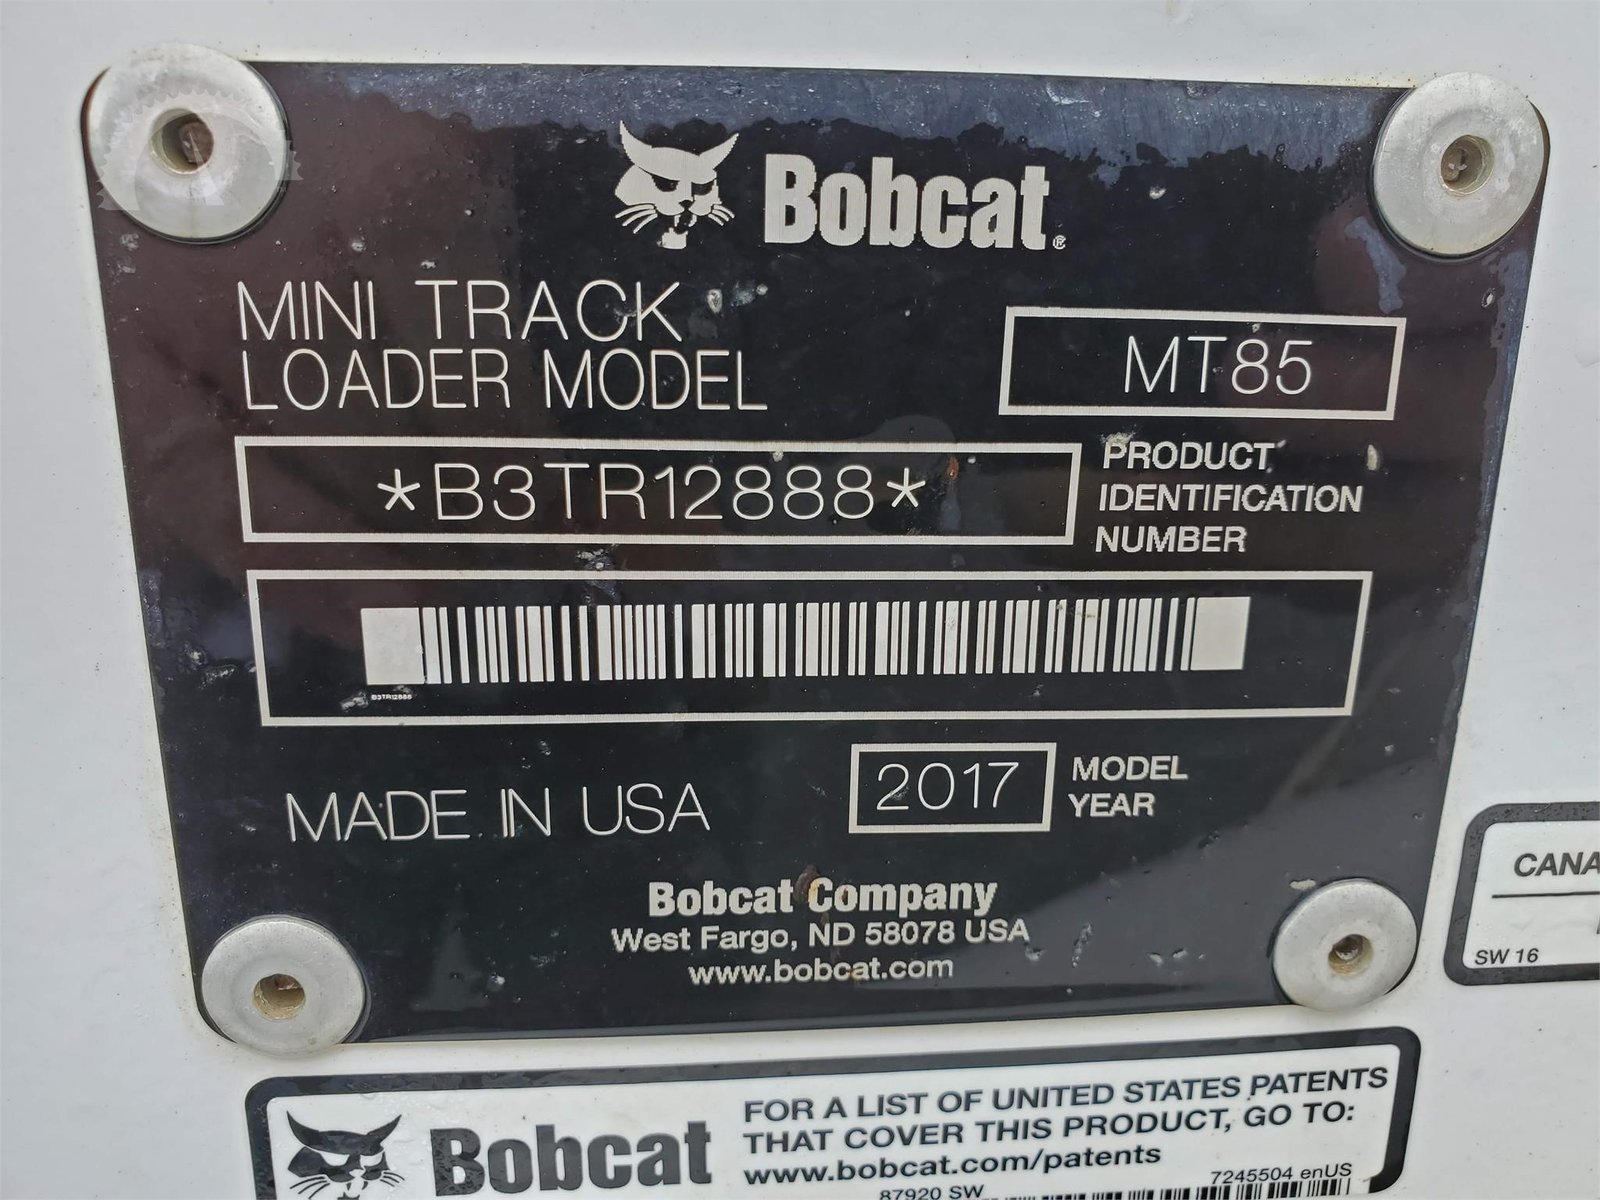 Bobcat®
MINI TRACK
LOADER MODEL
MT85
*B3TR12888*
PRODUCT
IDENTIFICATION
NUMBER
B3TR12888
MADE IN USA
2017
MODEL
YEAR
Bobcat Company
West Fargo, ND 58078 USA
www.bobcat.com
CANA
SW 16
Bobcat
FOR A LIST OF UNITED STATES PATENTS
THAT COVER THIS PRODUCT, GO TO:
www.bobcat.com/patents
7245504 enUS
87920 SW